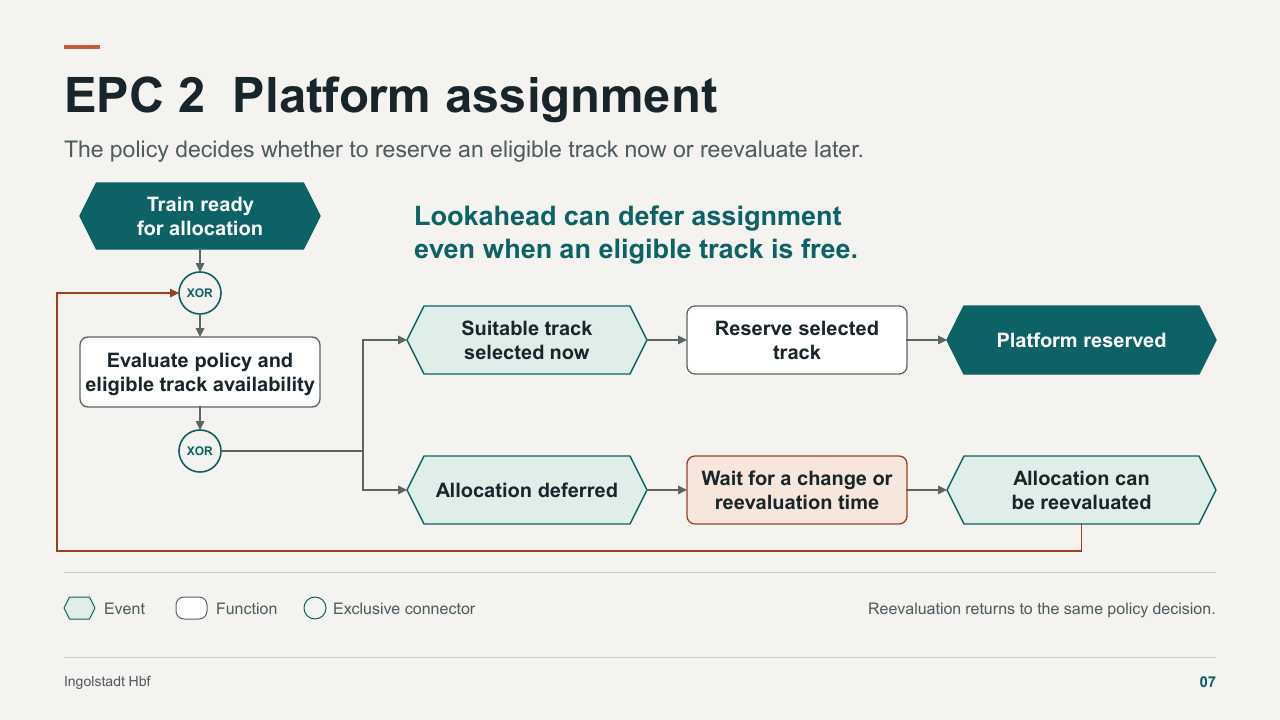 EPC 2  Platform assignment
The policy decides whether to reserve an eligible track now or reevaluate later.
Train ready
for allocation
Lookahead can defer assignment
even when an eligible track is free.
XOR
Suitable track
selected now
Reserve selected
track
Platform reserved
Evaluate policy and
eligible track availability
XOR
Allocation deferred
Wait for a change or
reevaluation time
Allocation can
be reevaluated
Event
Function
Exclusive connector
Reevaluation returns to the same policy decision.
Ingolstadt Hbf
07